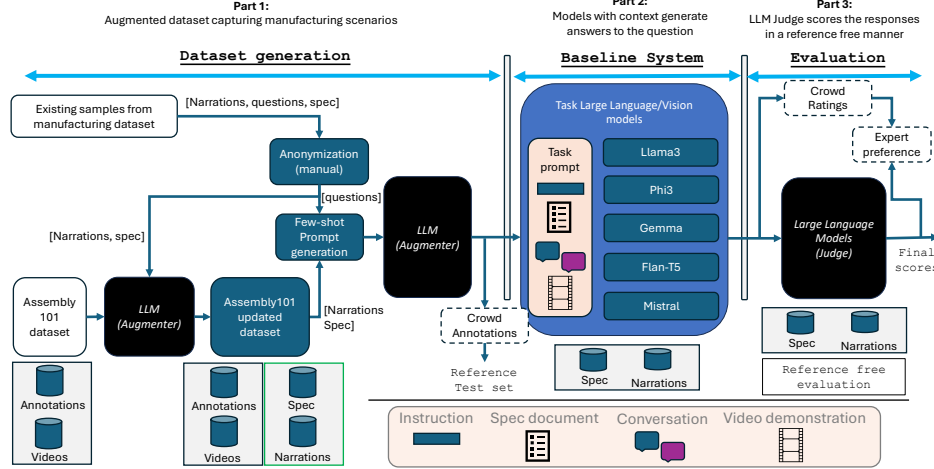 Part 1:
Augmented dataset capturing manufacturing scenarios
Part 2:
Models with context generate
answers to the question
Part 3:
LLM Judge scores the responses
in a reference free manner
Dataset generation
Baseline System
Evaluation
Existing samples from
manufacturing dataset
[Narrations, questions, spec]
Anonymization
(manual)
[questions]
[Narrations, spec]
Few-shot
Prompt
generation
LLM
(Augmenter)
Assembly
101
dataset
LLM
(Augmenter)
Assembly101
updated
dataset
[Narrations
Spec]
Annotations
Videos
Annotations
Videos
Spec
Narrations
Crowd
Annotations
Reference
Test set
Task Large Language/Vision
models
Task
prompt
Llama3
Phi3
Gemma
Flan-T5
Mistral
Spec
Narrations
Crowd
Ratings
Expert
preference
Large Language
Models
(Judge)
Final
scores
Spec
Narrations
Reference free
evaluation
Instruction
Spec document
Conversation
Video demonstration